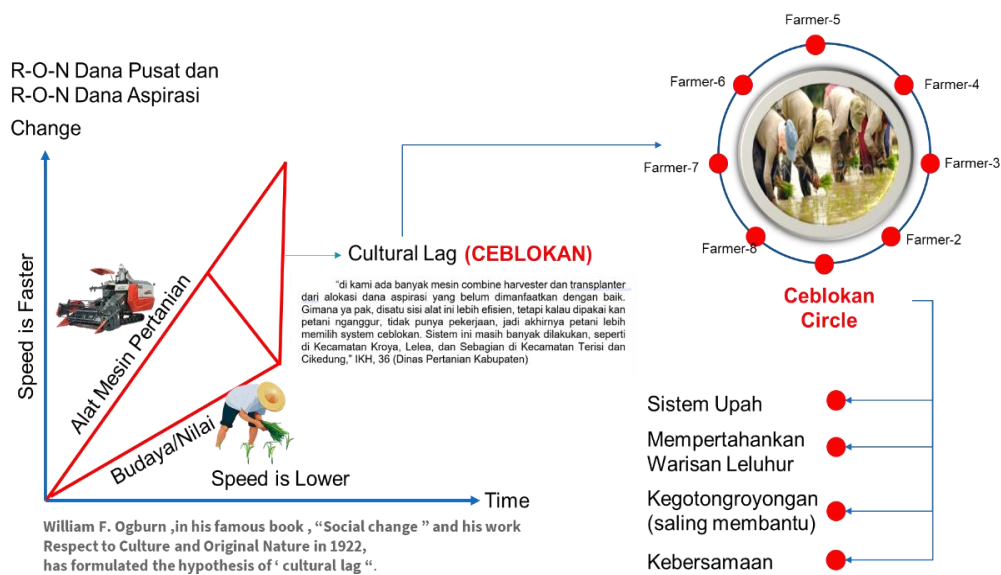 R-O-N Dana Pusat dan
R-O-N Dana Aspirasi
Change
Speed is Faster
Alat Mesin Pertanian
Budaya/Nilai
Speed is Lower
Time
William F. Ogburn ,in his famous book , “Social change ” and his work
Respect to Culture and Original Nature in 1922,
has formulated the hypothesis of ‘ cultural lag “.
Cultural Lag (CEBLOKAN)
“di kami ada banyak mesin combine harvester dan transplanter
dari alokasi dana aspirasi yang belum dimanfaatkan dengan baik.
Gimana ya pak, disatu sisi alat ini lebih efisien, tetapi kalau dipakai kan
petani nganggur, tidak punya pekerjaan, jadi akhirnya petani lebih
memilih system ceblokan. Sistem ini masih banyak dilakukan, seperti
di Kecamatan Kroya, Lelea, dan Sebagian di Kecamatan Terisi dan
Cikedung,” IKH, 36 (Dinas Pertanian Kabupaten)
Farmer-5
Farmer-6
Farmer-4
Farmer-7
Farmer-3
Farmer-8
Farmer-2
Ceblokan
Circle
Sistem Upah
Mempertahankan
Warisan Leluhur
Kegotongroyongan
(saling membantu)
Kebersamaan